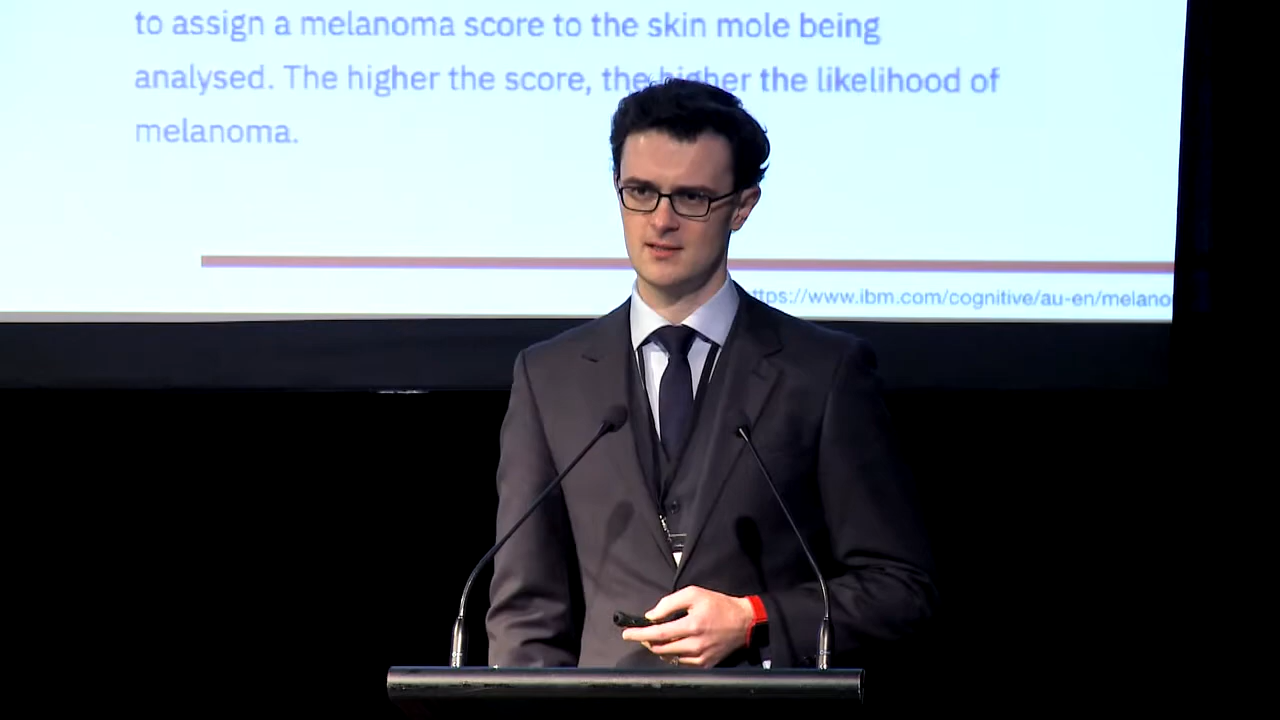 to assign a melanoma score to the skin mole being
analysed. The higher the score, the higher the likelihood of
melanoma.
ttps://www.ibm.com/cognitive/au-en/melano